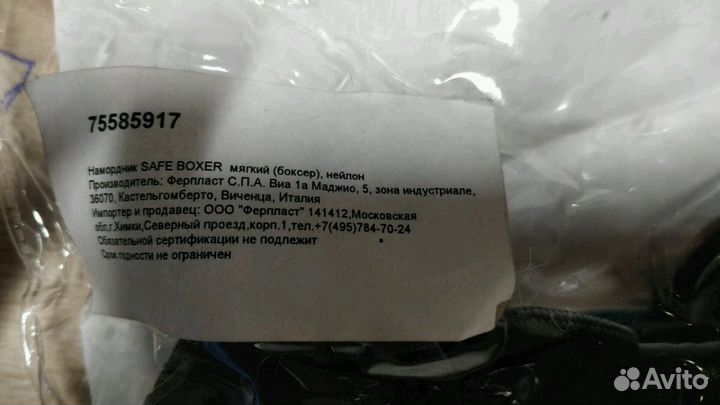 75585917
Намордник SAFE BOXER мягкий (боксер), нейлон
Производитель: Ферпласт С.П.А. Виа 1а Маджио, 5, зона индустриале,
36070, Кастельгомберто, Виченца, Италия
Импортер и продавец: ООО "Ферпласт" 141412,Московская
обл,г.Химки,Северный проезд,корп.1,тел.+7(495)784-70-24
Обязательной сертификации не подлежит
Срок годности не ограничен
Avito